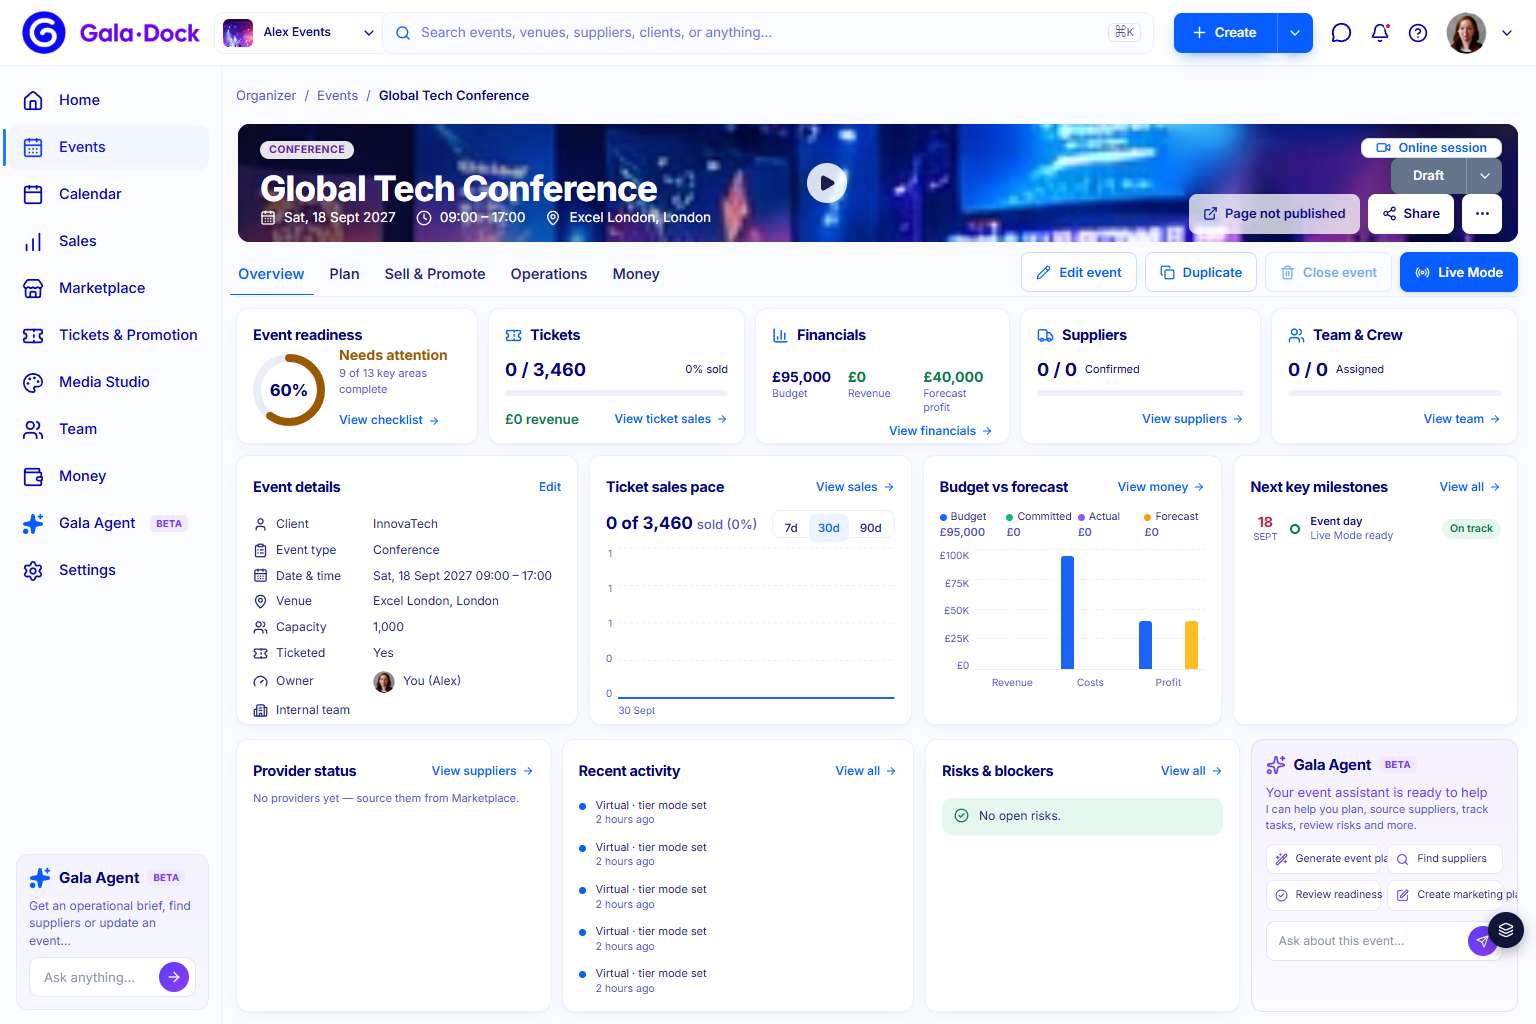 Gala·Dock
Alex Events
Search events, venues, suppliers, clients, or anything...
⌘K
Create
Home
Events
Calendar
Sales
Marketplace
Tickets & Promotion
Media Studio
Team
Money
Gala Agent BETA
Settings
Gala Agent BETA
Get an operational brief, find
suppliers or update an
event...
Ask anything...
Organizer / Events / Global Tech Conference
CONFERENCE
Global Tech Conference
Sat, 18 Sept 2027 09:00 – 17:00 Excel London, London
Online session
Draft
Page not published
Share
Overview Plan Sell & Promote Operations Money
Edit event
Duplicate
Close event
Live Mode
Event readiness
60%
Needs attention
9 of 13 key areas
complete
View checklist
Tickets
0 / 3,460
0% sold
£0 revenue
View ticket sales
Financials
£95,000 £0 £40,000
Budget Revenue Forecast
profit
View financials
Suppliers
0 / 0 Confirmed
View suppliers
Team & Crew
0 / 0 Assigned
View team
Event details Edit
Client InnovaTech
Event type Conference
Date & time Sat, 18 Sept 2027 09:00 – 17:00
Venue Excel London, London
Capacity 1,000
Ticketed Yes
Owner You (Alex)
Internal team
Ticket sales pace View sales
0 of 3,460 sold (0%)
7d 30d 90d
1
1
1
0
0
30 Sept
Budget vs forecast View money
Budget Committed Actual Forecast
£95,000 £0 £0 £0
£100K
£75K
£50K
£25K
£0
Revenue Costs Profit
Next key milestones View all
18
SEPT
Event day
Live Mode ready
On track
Provider status View suppliers
No providers yet — source them from Marketplace.
Recent activity View all
Virtual · tier mode set
2 hours ago
Virtual · tier mode set
2 hours ago
Virtual · tier mode set
2 hours ago
Virtual · tier mode set
2 hours ago
Virtual · tier mode set
2 hours ago
Risks & blockers View all
No open risks.
Gala Agent BETA
Your event assistant is ready to help
I can help you plan, source suppliers, track
tasks, review risks and more.
Generate event pla
Find suppliers
Review readiness
Create marketing pla
Ask about this event...